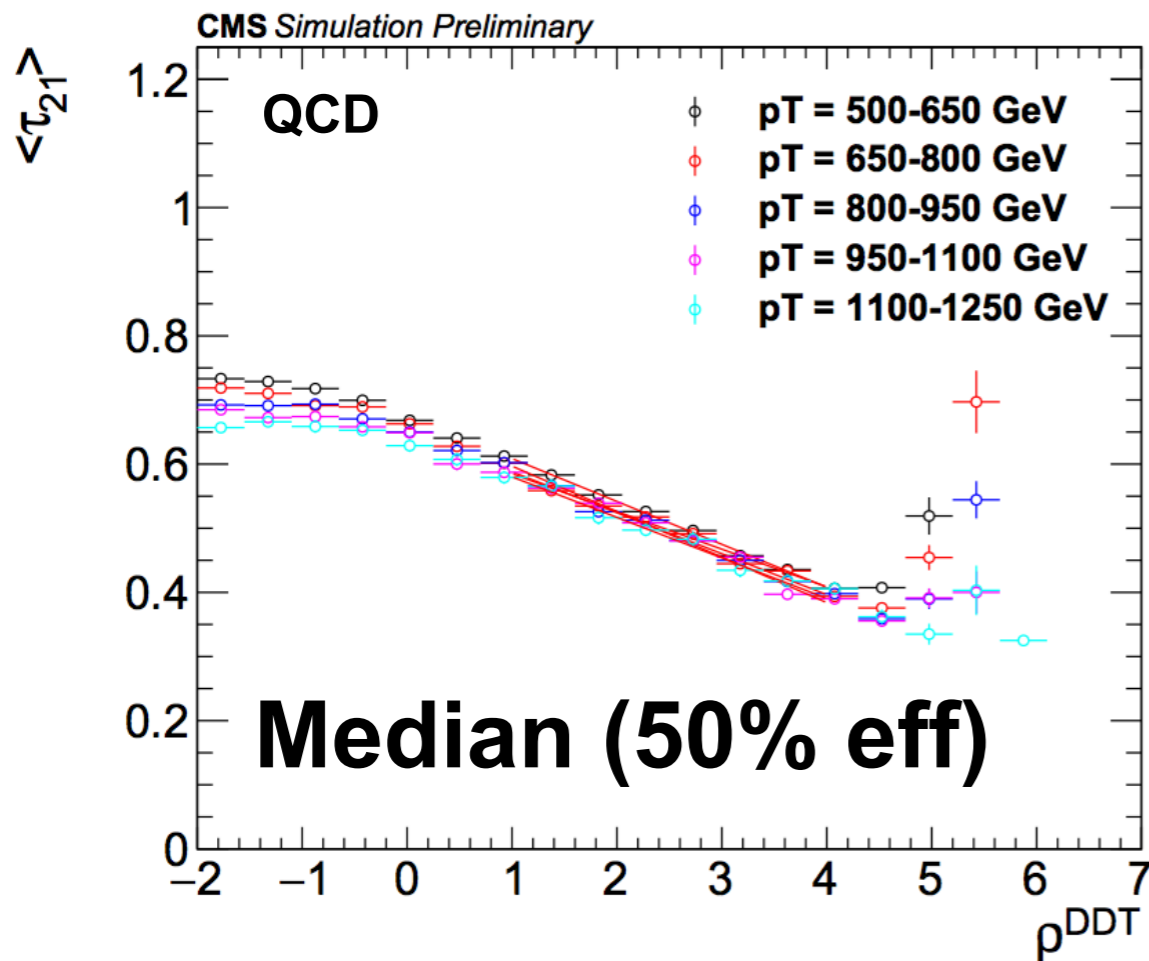 CMS Simulation Preliminary
<τ21>
QCD
pT = 500-650 GeV
pT = 650-800 GeV
pT = 800-950 GeV
pT = 950-1100 GeV
pT = 1100-1250 GeV
1.2
1
0.8
0.6
0.4
0.2
0
Median (50% eff)
−2 −1 0 1 2 3 4 5 6 7
ρDDT